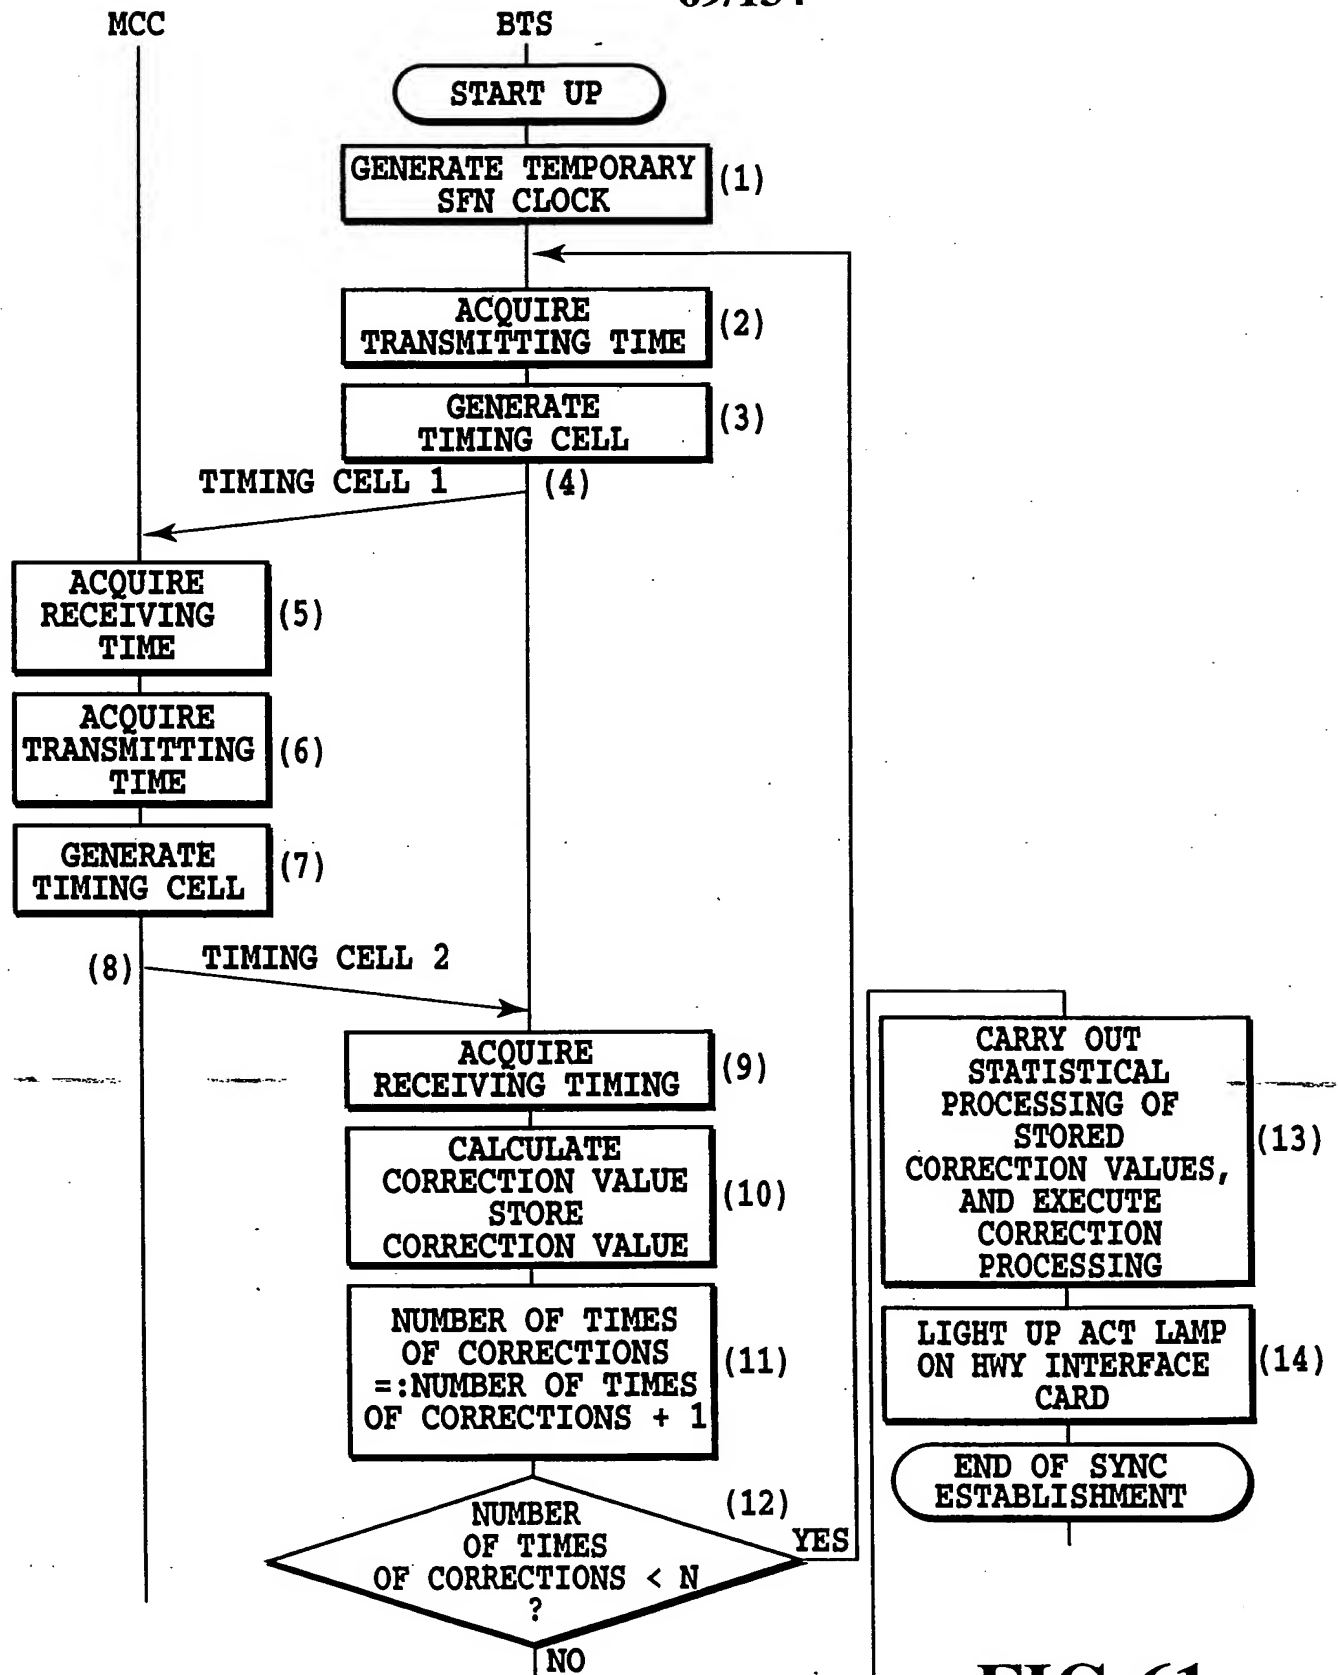 MCC
BTS
START UP
GENERATE TEMPORARY
SFN CLOCK
(1)
ACQUIRE
TRANSMITTING TIME
(2)
GENERATE
TIMING CELL
(3)
TIMING CELL 1
(4)
ACQUIRE
RECEIVING
TIME
(5)
ACQUIRE
TRANSMITTING
TIME
(6)
GENERATE
TIMING CELL
(7)
(8)
TIMING CELL 2
ACQUIRE
RECEIVING TIMING
(9)
CALCULATE
CORRECTION VALUE
STORE
CORRECTION VALUE
(10)
NUMBER OF TIMES
OF CORRECTIONS
=:NUMBER OF TIMES
OF CORRECTIONS + 1
(11)
NUMBER
OF TIMES
OF CORRECTIONS < N
?
(12)
YES
NO
CARRY OUT
STATISTICAL
PROCESSING OF
STORED
CORRECTION VALUES,
AND EXECUTE
CORRECTION
PROCESSING
(13)
LIGHT UP ACT LAMP
ON HWY INTERFACE
CARD
(14)
END OF SYNC
ESTABLISHMENT